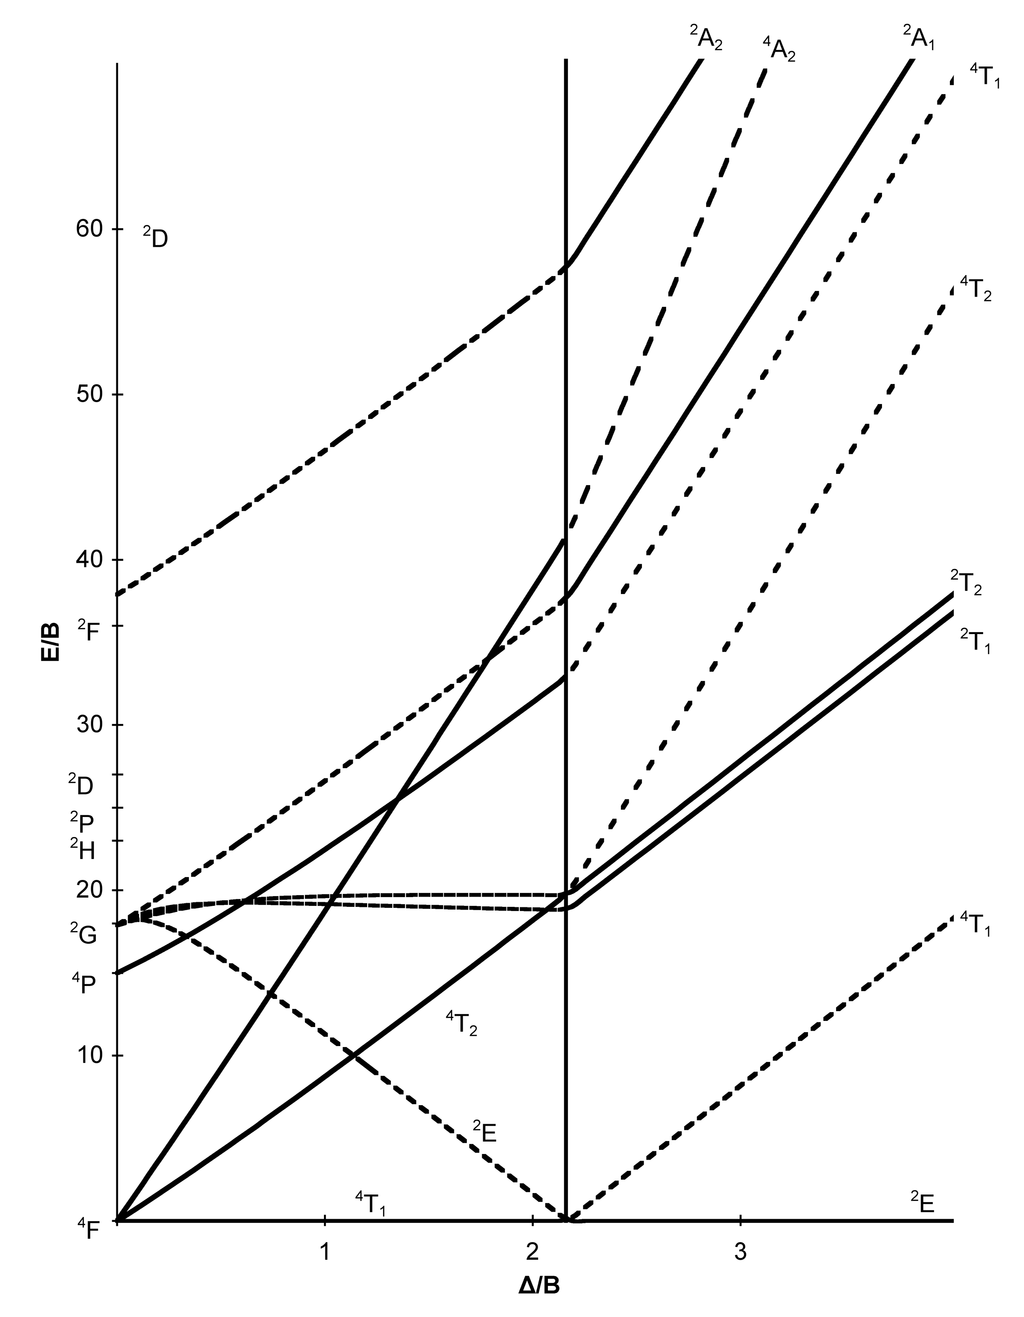 ²A₂
⁴A₂
²A₁
⁴T₁
60
²D
⁴T₂
50
40
²T₂
E/B
²F
²T₁
30
²D
²P
²H
20
²G
⁴T₁
⁴P
⁴T₂
10
²E
⁴T₁
²E
⁴F
1
2
3
Δ/B